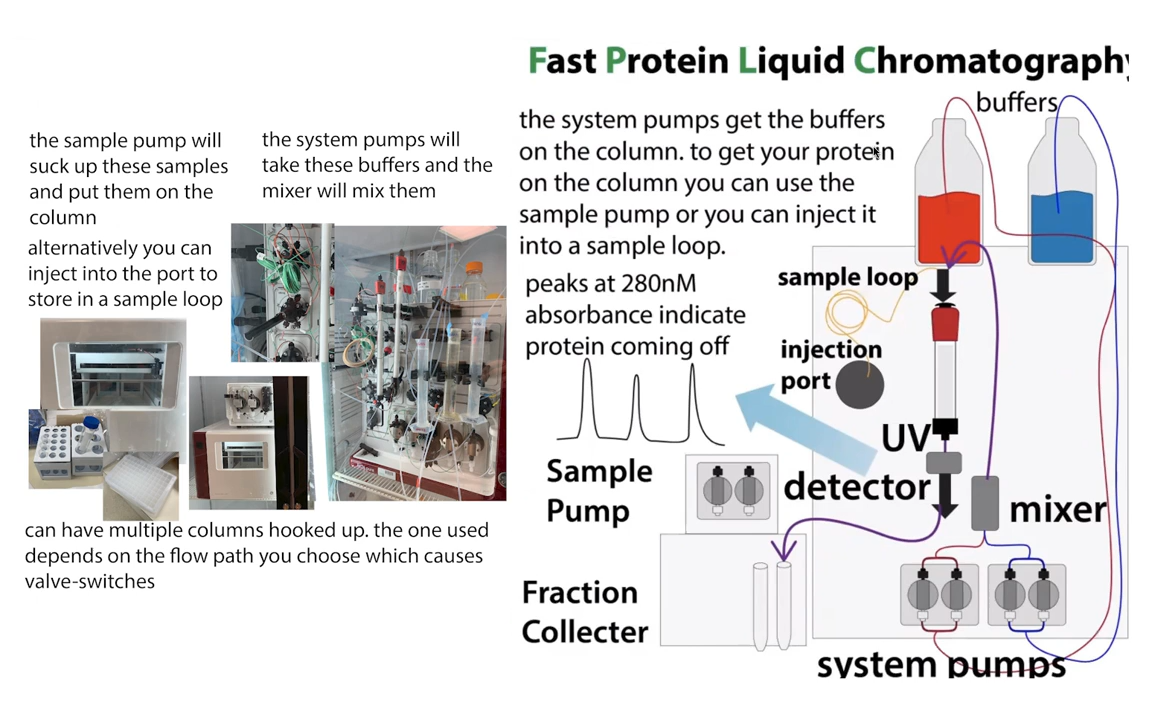 Fast Protein Liquid Chromatography
buffers
the sample pump will
suck up these samples
and put them on the
column
alternatively you can
inject into the port to
store in a sample loop
the system pumps will
take these buffers and the
mixer will mix them
can have multiple columns hooked up. the one used
depends on the flow path you choose which causes
valve-switches
the system pumps get the buffers
on the column. to get your protein
on the column you can use the
sample pump or you can inject it
into a sample loop.
peaks at 280nM
absorbance indicate
protein coming off
sample loop
injection
port
UV
detector
mixer
Sample
Pump
Fraction
Collecter
system pumps